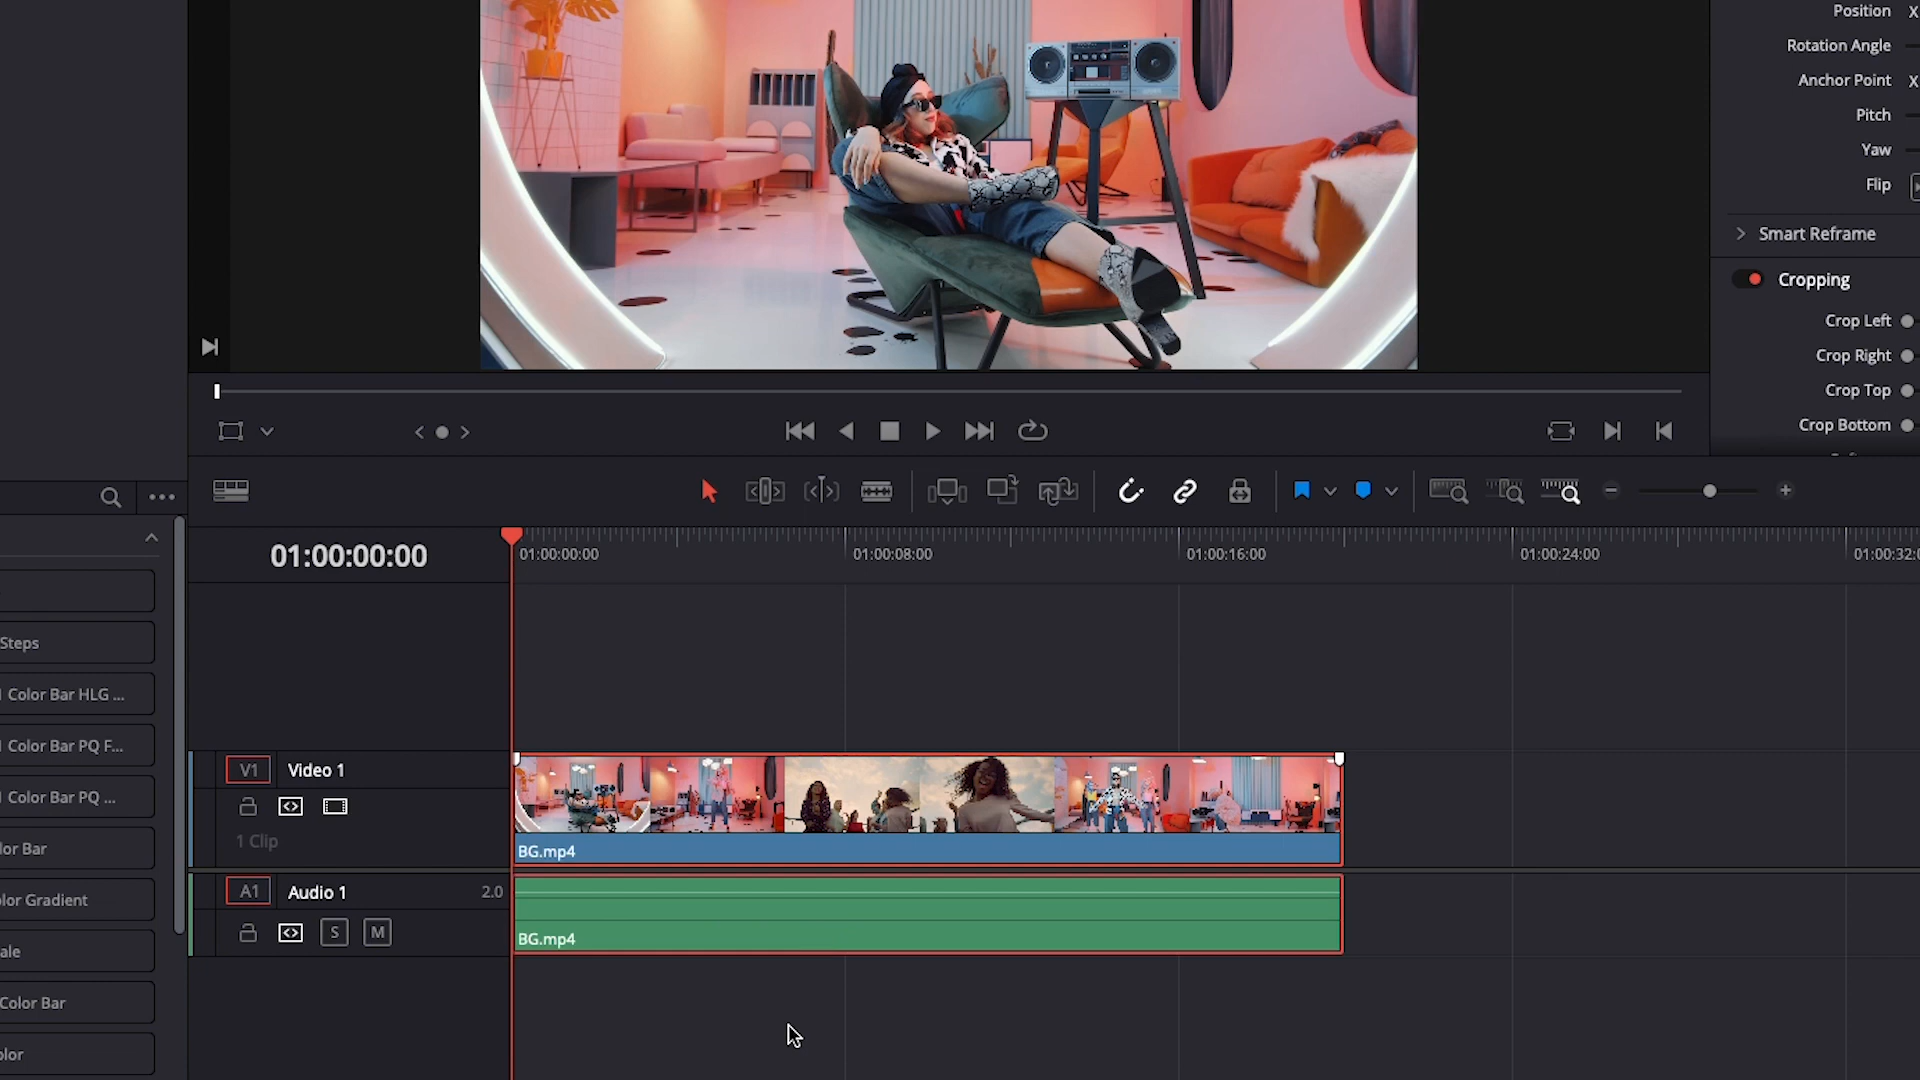 Position X
Rotation Angle
Anchor Point X
Pitch
Yaw
Flip
Smart Reframe
Cropping
Crop Left
Crop Right
Crop Top
Crop Bottom
01:00:00:00
01:00:00:00
01:00:08:00
01:00:16:00
01:00:24:00
01:00:32:0
Steps
Color Bar HLG ...
Color Bar PQ F...
Color Bar PQ ...
lor Bar
lor Gradient
ale
Color Bar
olor
V1 Video 1
1 Clip
BG.mp4
A1 Audio 1 2.0
S M
BG.mp4